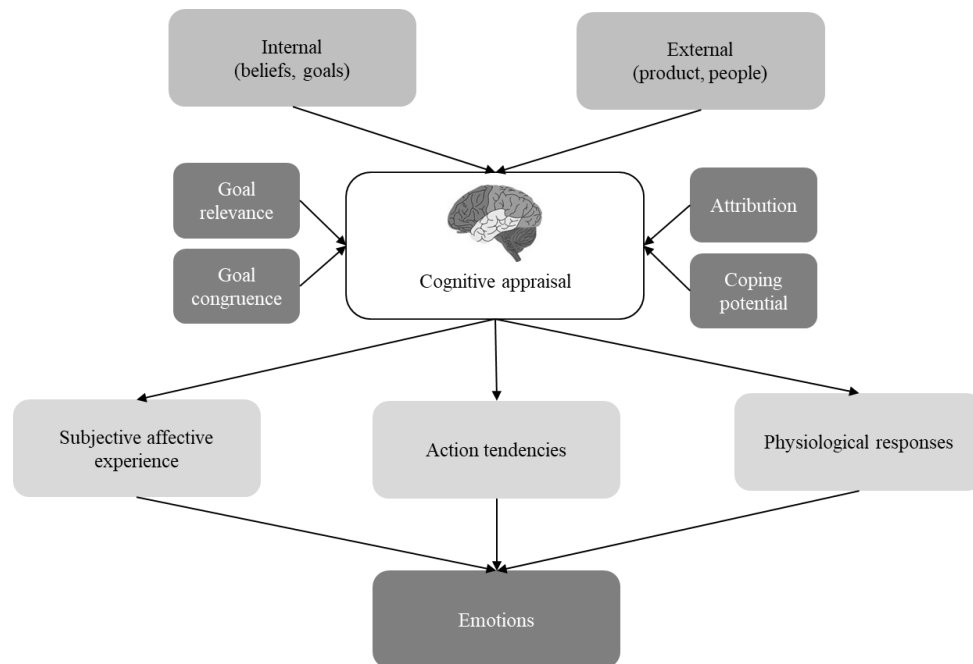 Internal
(beliefs, goals)
External
(product, people)
Goal
relevance
Goal
congruence
Cognitive appraisal
Attribution
Coping
potential
Subjective affective
experience
Action tendencies
Physiological responses
Emotions